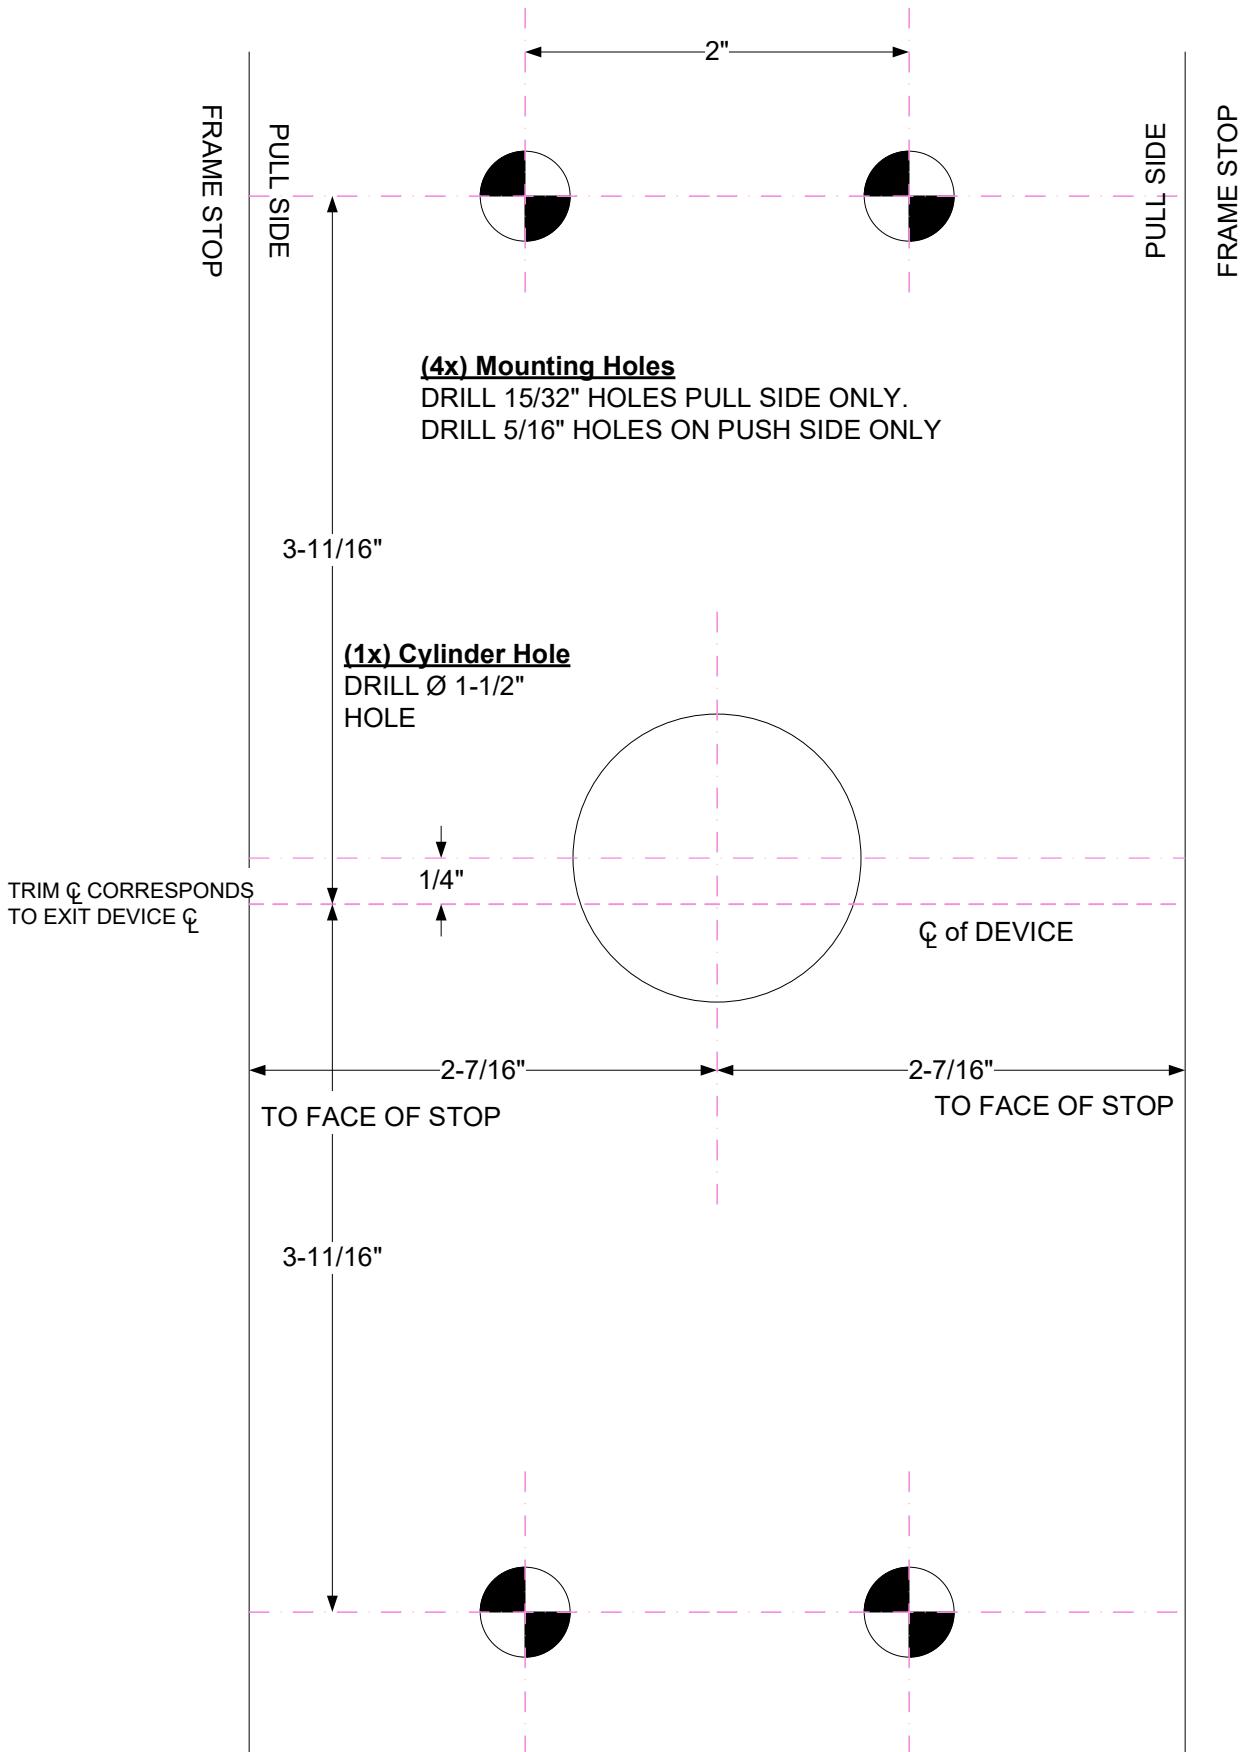 2"
FRAME STOP
PULL SIDE
PULL SIDE
FRAME STOP
(4x) Mounting Holes
DRILL 15/32" HOLES PULL SIDE ONLY.
DRILL 5/16" HOLES ON PUSH SIDE ONLY
3-11/16"
(1x) Cylinder Hole
DRILL Ø 1-1/2"
HOLE
1/4"
TRIM ℄ CORRESPONDS
TO EXIT DEVICE ℄
℄ of DEVICE
2-7/16"
2-7/16"
TO FACE OF STOP
TO FACE OF STOP
3-11/16"